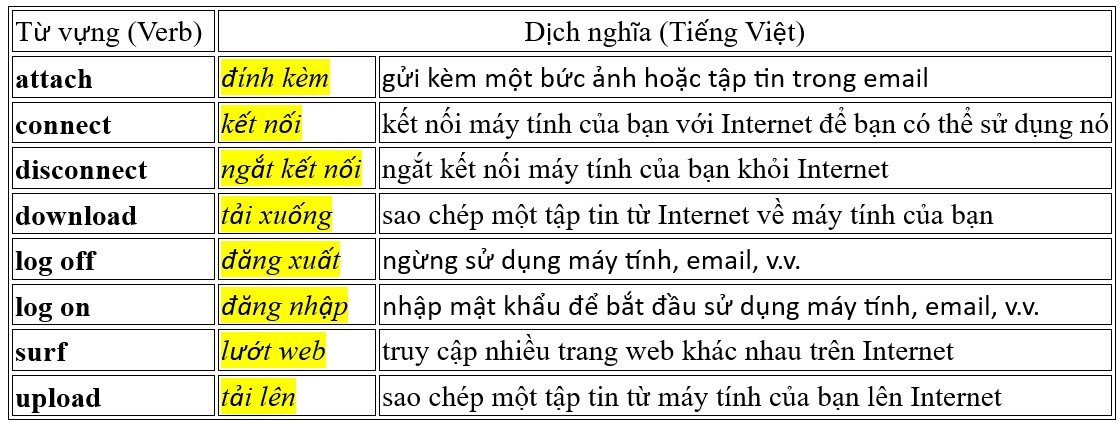 Từ vựng (Verb) Dịch nghĩa (Tiếng Việt)
attach đính kèm gửi kèm một bức ảnh hoặc tập tin trong email
connect kết nối kết nối máy tính của bạn với Internet để bạn có thể sử dụng nó
disconnect ngắt kết nối ngắt kết nối máy tính của bạn khỏi Internet
download tải xuống sao chép một tập tin từ Internet về máy tính của bạn
log off đăng xuất ngừng sử dụng máy tính, email, v.v.
log on đăng nhập nhập mật khẩu để bắt đầu sử dụng máy tính, email, v.v.
surf lướt web truy cập nhiều trang web khác nhau trên Internet
upload tải lên sao chép một tập tin từ máy tính của bạn lên Internet